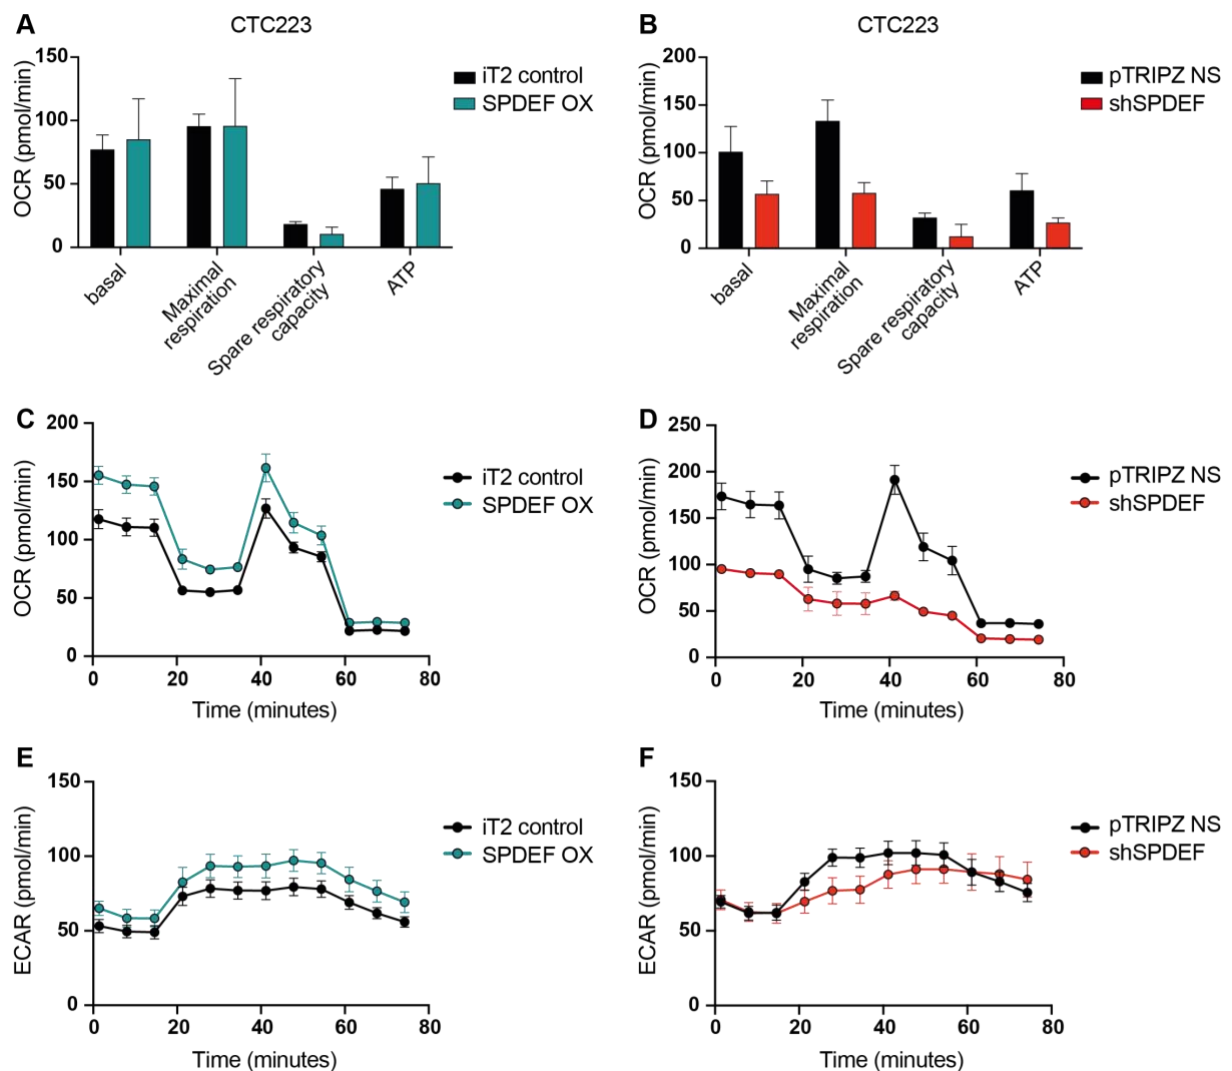 A
CTC223
OCR (pmol/min)
150
100
50
0
basal
Maximal
respiration
Spare respiratory
capacity
ATP
iT2 control
SPDEF OX
B
CTC223
OCR (pmol/min)
200
150
100
50
0
basal
Maximal
respiration
Spare respiratory
capacity
ATP
pTRIPZ NS
shSPDEF
C
OCR (pmol/min)
200
150
100
50
0
0 20 40 60 80
Time (minutes)
iT2 control
SPDEF OX
D
OCR (pmol/min)
250
200
150
100
50
0
0 20 40 60 80
Time (minutes)
pTRIPZ NS
shSPDEF
E
ECAR (pmol/min)
150
100
50
0
0 20 40 60 80
Time (minutes)
iT2 control
SPDEF OX
F
ECAR (pmol/min)
150
100
50
0
0 20 40 60 80
Time (minutes)
pTRIPZ NS
shSPDEF